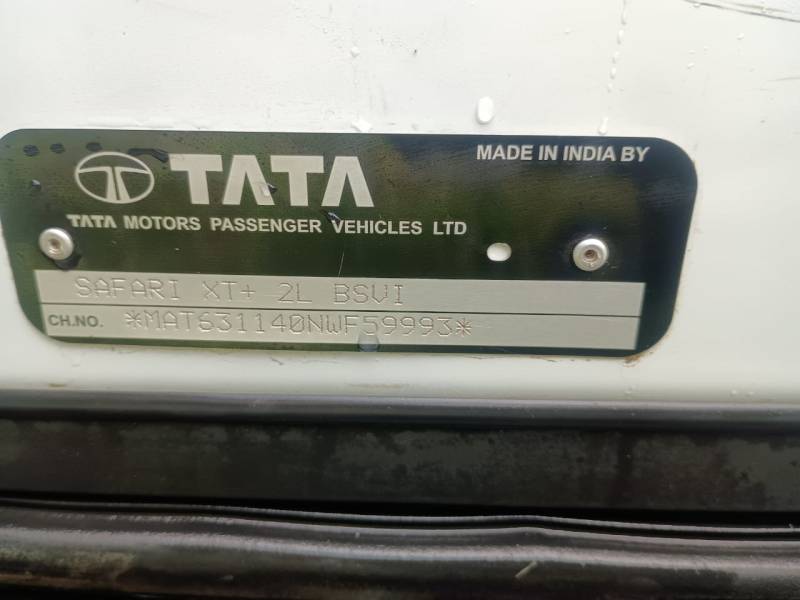 TATA
MADE IN INDIA BY
TATA MOTORS PASSENGER VEHICLES LTD
SAFARI XT+ 2L BSVI
CH.NO. *MAT631140NWF59993*